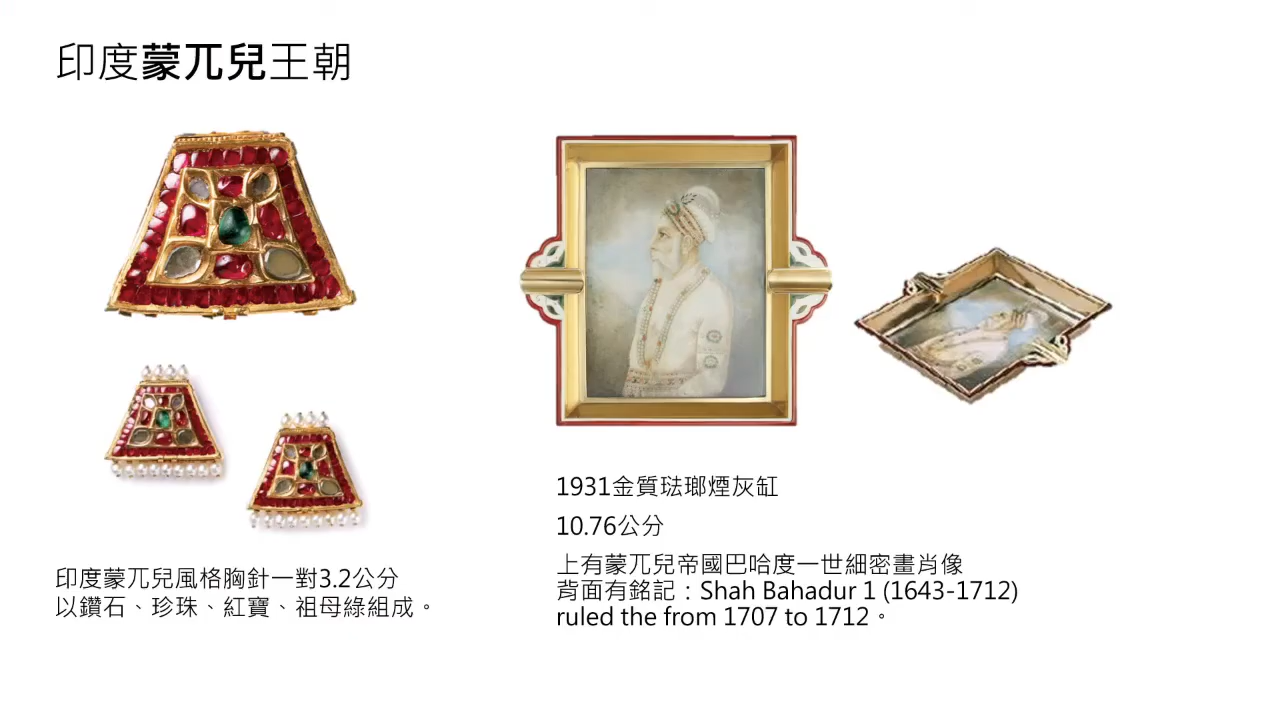 印度蒙兀兒王朝
印度蒙兀兒風格胸針一對3.2公分
以鑽石、珍珠、紅寶、祖母綠組成。
1931金質琺瑯煙灰缸
10.76公分
上有蒙兀兒帝國巴哈度一世細密畫肖像
背面有銘記：Shah Bahadur 1 (1643-1712)
ruled the from 1707 to 1712。